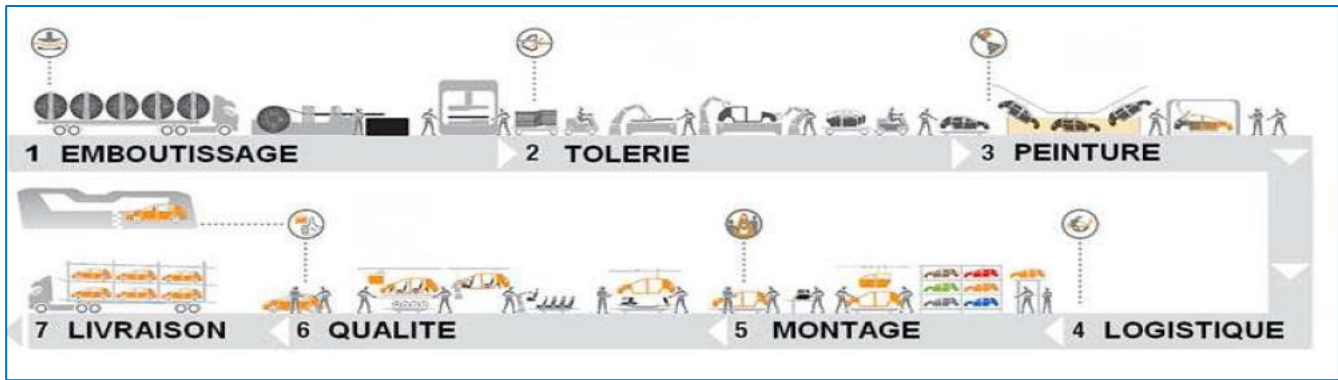 1 EMBOUTISSAGE
2 TOLERIE
3 PEINTURE
4 LOGISTIQUE
5 MONTAGE
6 QUALITE
7 LIVRAISON